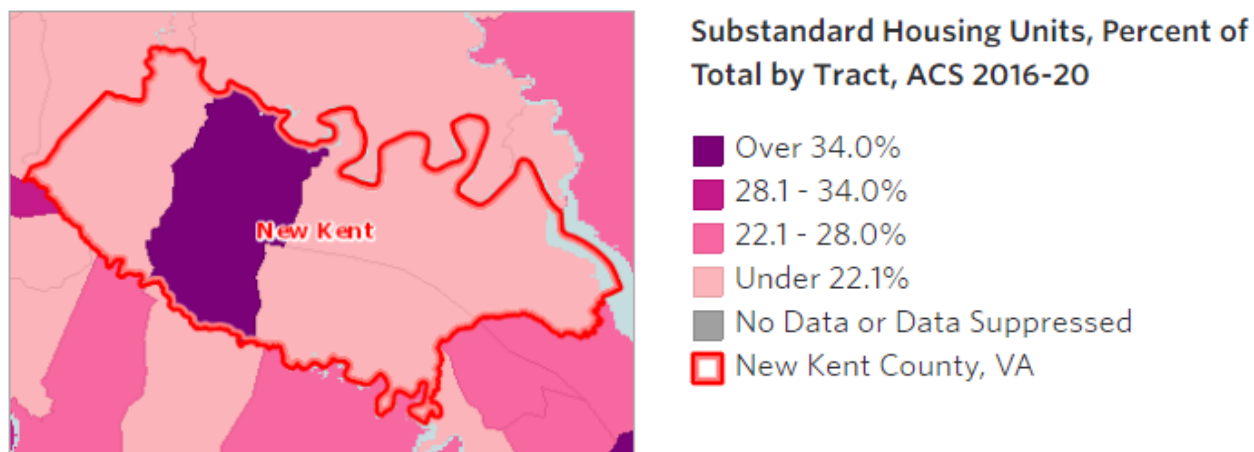 Substandard Housing Units, Percent of
Total by Tract, ACS 2016-20
Over 34.0%
28.1 - 34.0%
22.1 - 28.0%
Under 22.1%
No Data or Data Suppressed
New Kent County, VA
New Kent